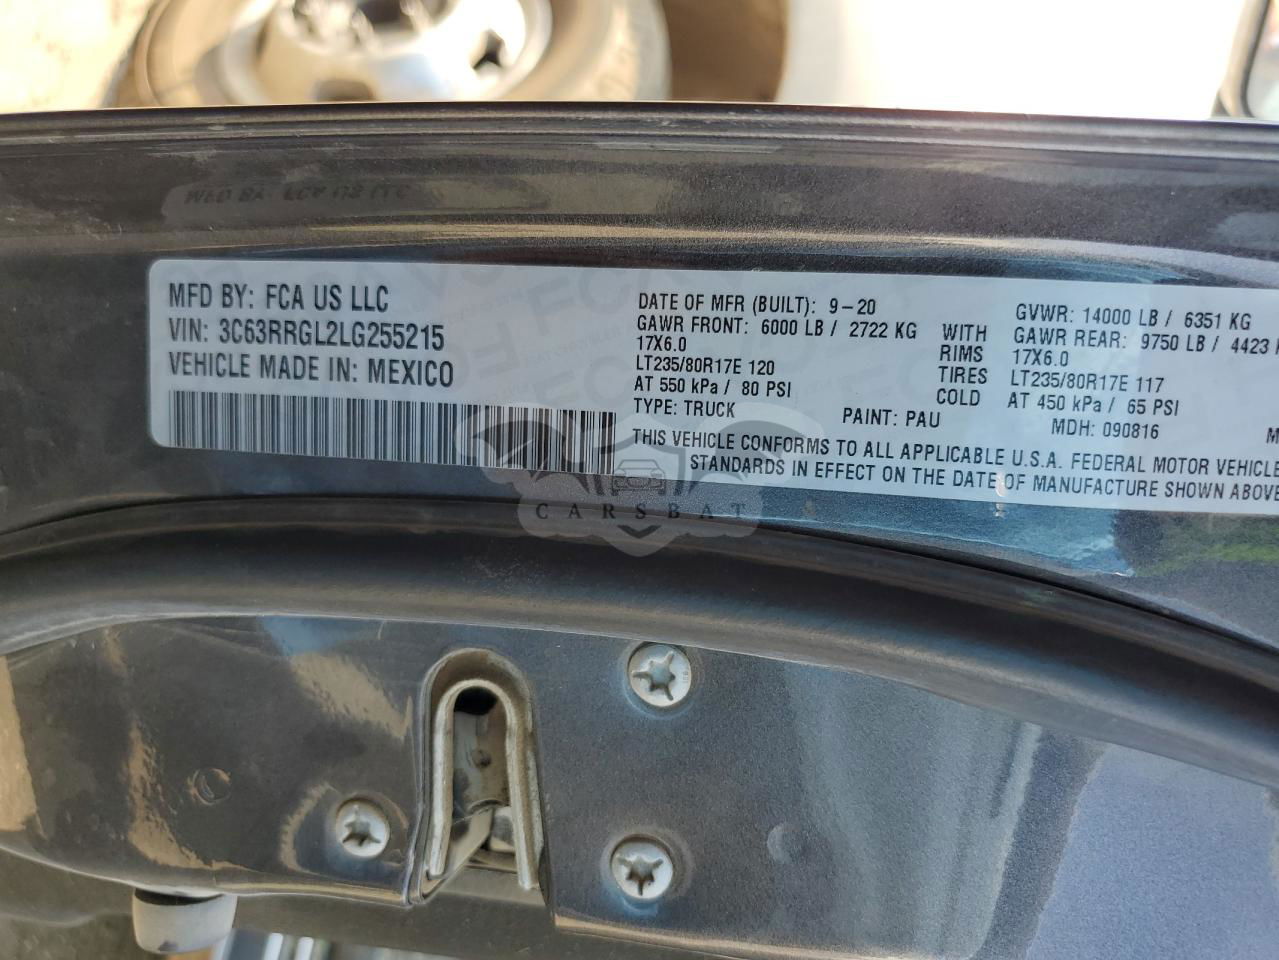 MFD BY: FCA US LLC
VIN: 3C63RRGL2LG255215
VEHICLE MADE IN: MEXICO
DATE OF MFR (BUILT): 9-20
GAWR FRONT: 6000 LB / 2722 KG
17X6.0
LT235/80R17E 120
AT 550 kPa / 80 PSI
TYPE: TRUCK
WITH
RIMS
TIRES
COLD
GVWR: 14000 LB / 6351 KG
GAWR REAR: 9750 LB / 4423
17X6.0
LT235/80R17E 117
AT 450 kPa / 65 PSI
PAINT: PAU
MDH: 090816
THIS VEHICLE CONFORMS TO ALL APPLICABLE U.S.A. FEDERAL MOTOR VEHICLE
STANDARDS IN EFFECT ON THE DATE OF MANUFACTURE SHOWN ABOVE
CARSBAT